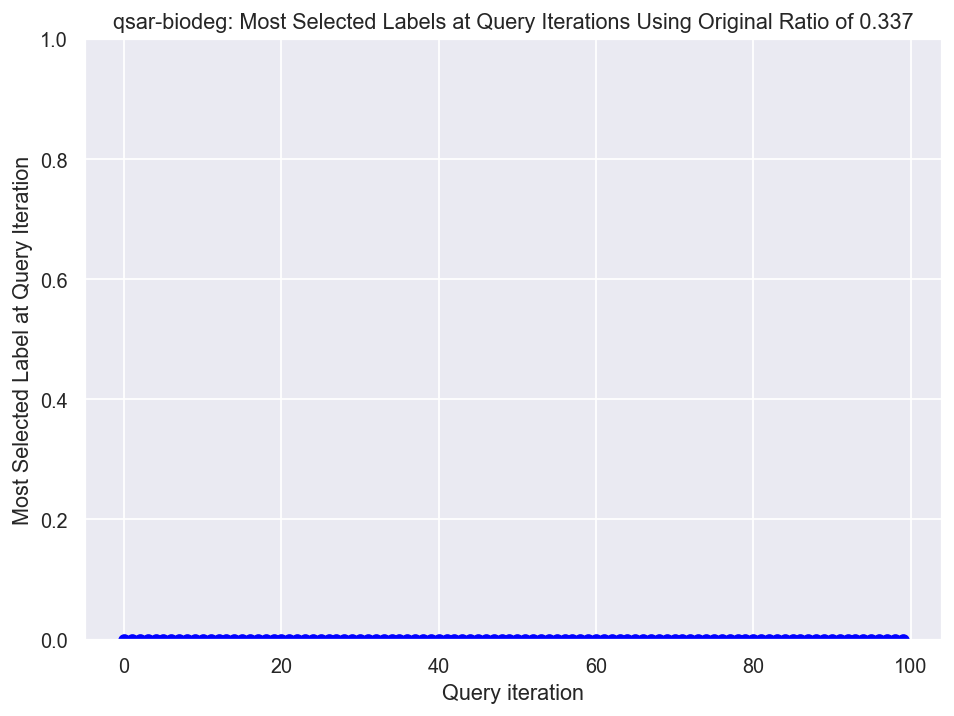 qsar-biodeg: Most Selected Labels at Query Iterations Using Original Ratio of 0.337
Most Selected Label at Query Iteration
1.0
0.8
0.6
0.4
0.2
0.0
0 20 40 60 80 100
Query iteration